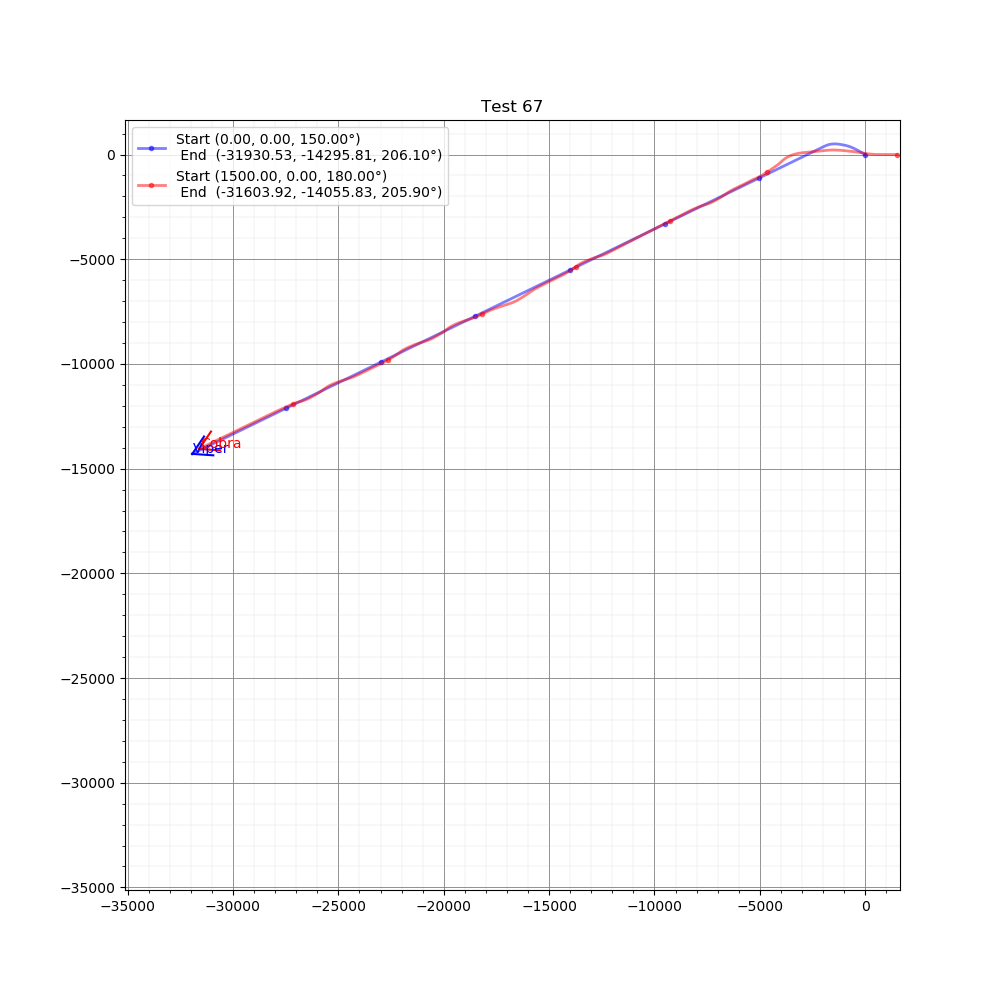 Test 67
Start (0.00, 0.00, 150.00°)
End (-31930.53, -14295.81, 206.10°)
Start (1500.00, 0.00, 180.00°)
End (-31603.92, -14055.83, 205.90°)
0
−5000
−10000
−15000
−20000
−25000
−30000
−35000
Cobra
Viper
−35000 −30000 −25000 −20000 −15000 −10000 −5000 0